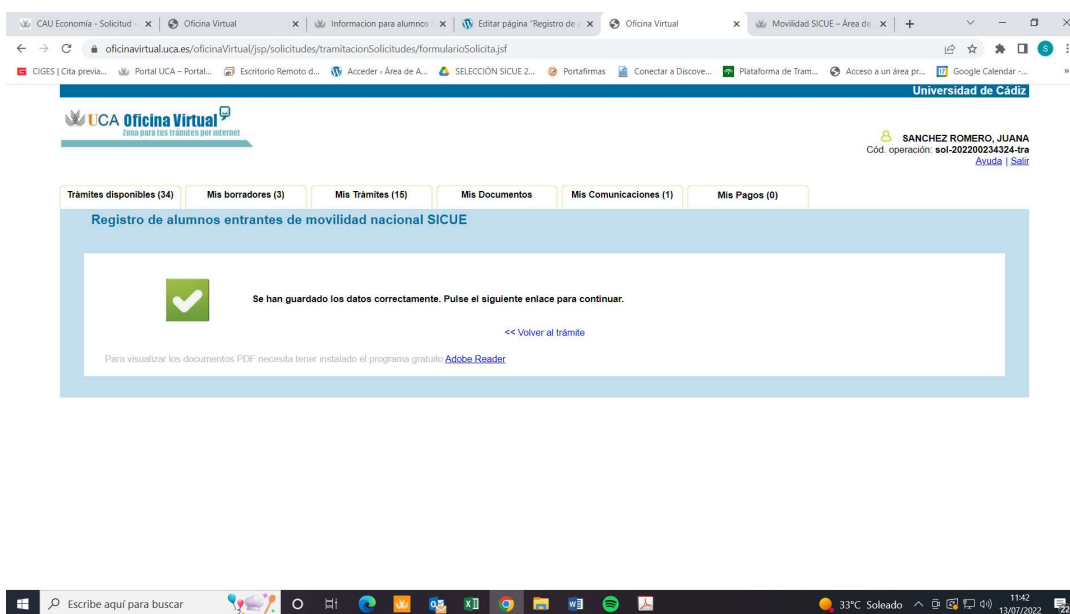 CAU Economía - Solicitud
Oficina Virtual
Informacion para alumnos
Editar página "Registro de
Oficina Virtual
Movilidad SICUE – Área de
oficinavirtual.uca.es/oficinaVirtual/jsp/solicitudes/tramitacionSolicitudes/formularioSolicita.jsf
S
CIGES | Cita previa...
Portal UCA – Portal...
Escritorio Remoto d...
Acceder ‹ Área de A...
SELECCIÓN SICUE 2...
Portafirmas
Conectar a Discove...
Plataforma de Tram...
Acceso a un área pr...
Google Calendar -...
»
Universidad de Cádiz
UCA Oficina Virtual
Zona para tus trámites por internet
SANCHEZ ROMERO, JUANA
Cód. operación: sol-202200234324-tra
Ayuda | Salir
Trámites disponibles (34)
Mis borradores (3)
Mis Trámites (15)
Mis Documentos
Mis Comunicaciones (1)
Mis Pagos (0)
Registro de alumnos entrantes de movilidad nacional SICUE
Se han guardado los datos correctamente. Pulse el siguiente enlace para continuar.
<< Volver al trámite
Para visualizar los documentos PDF necesita tener instalado el programa gratuito Adobe Reader
Escribe aquí para buscar
33°C Soleado
11:42
13/07/2022
22